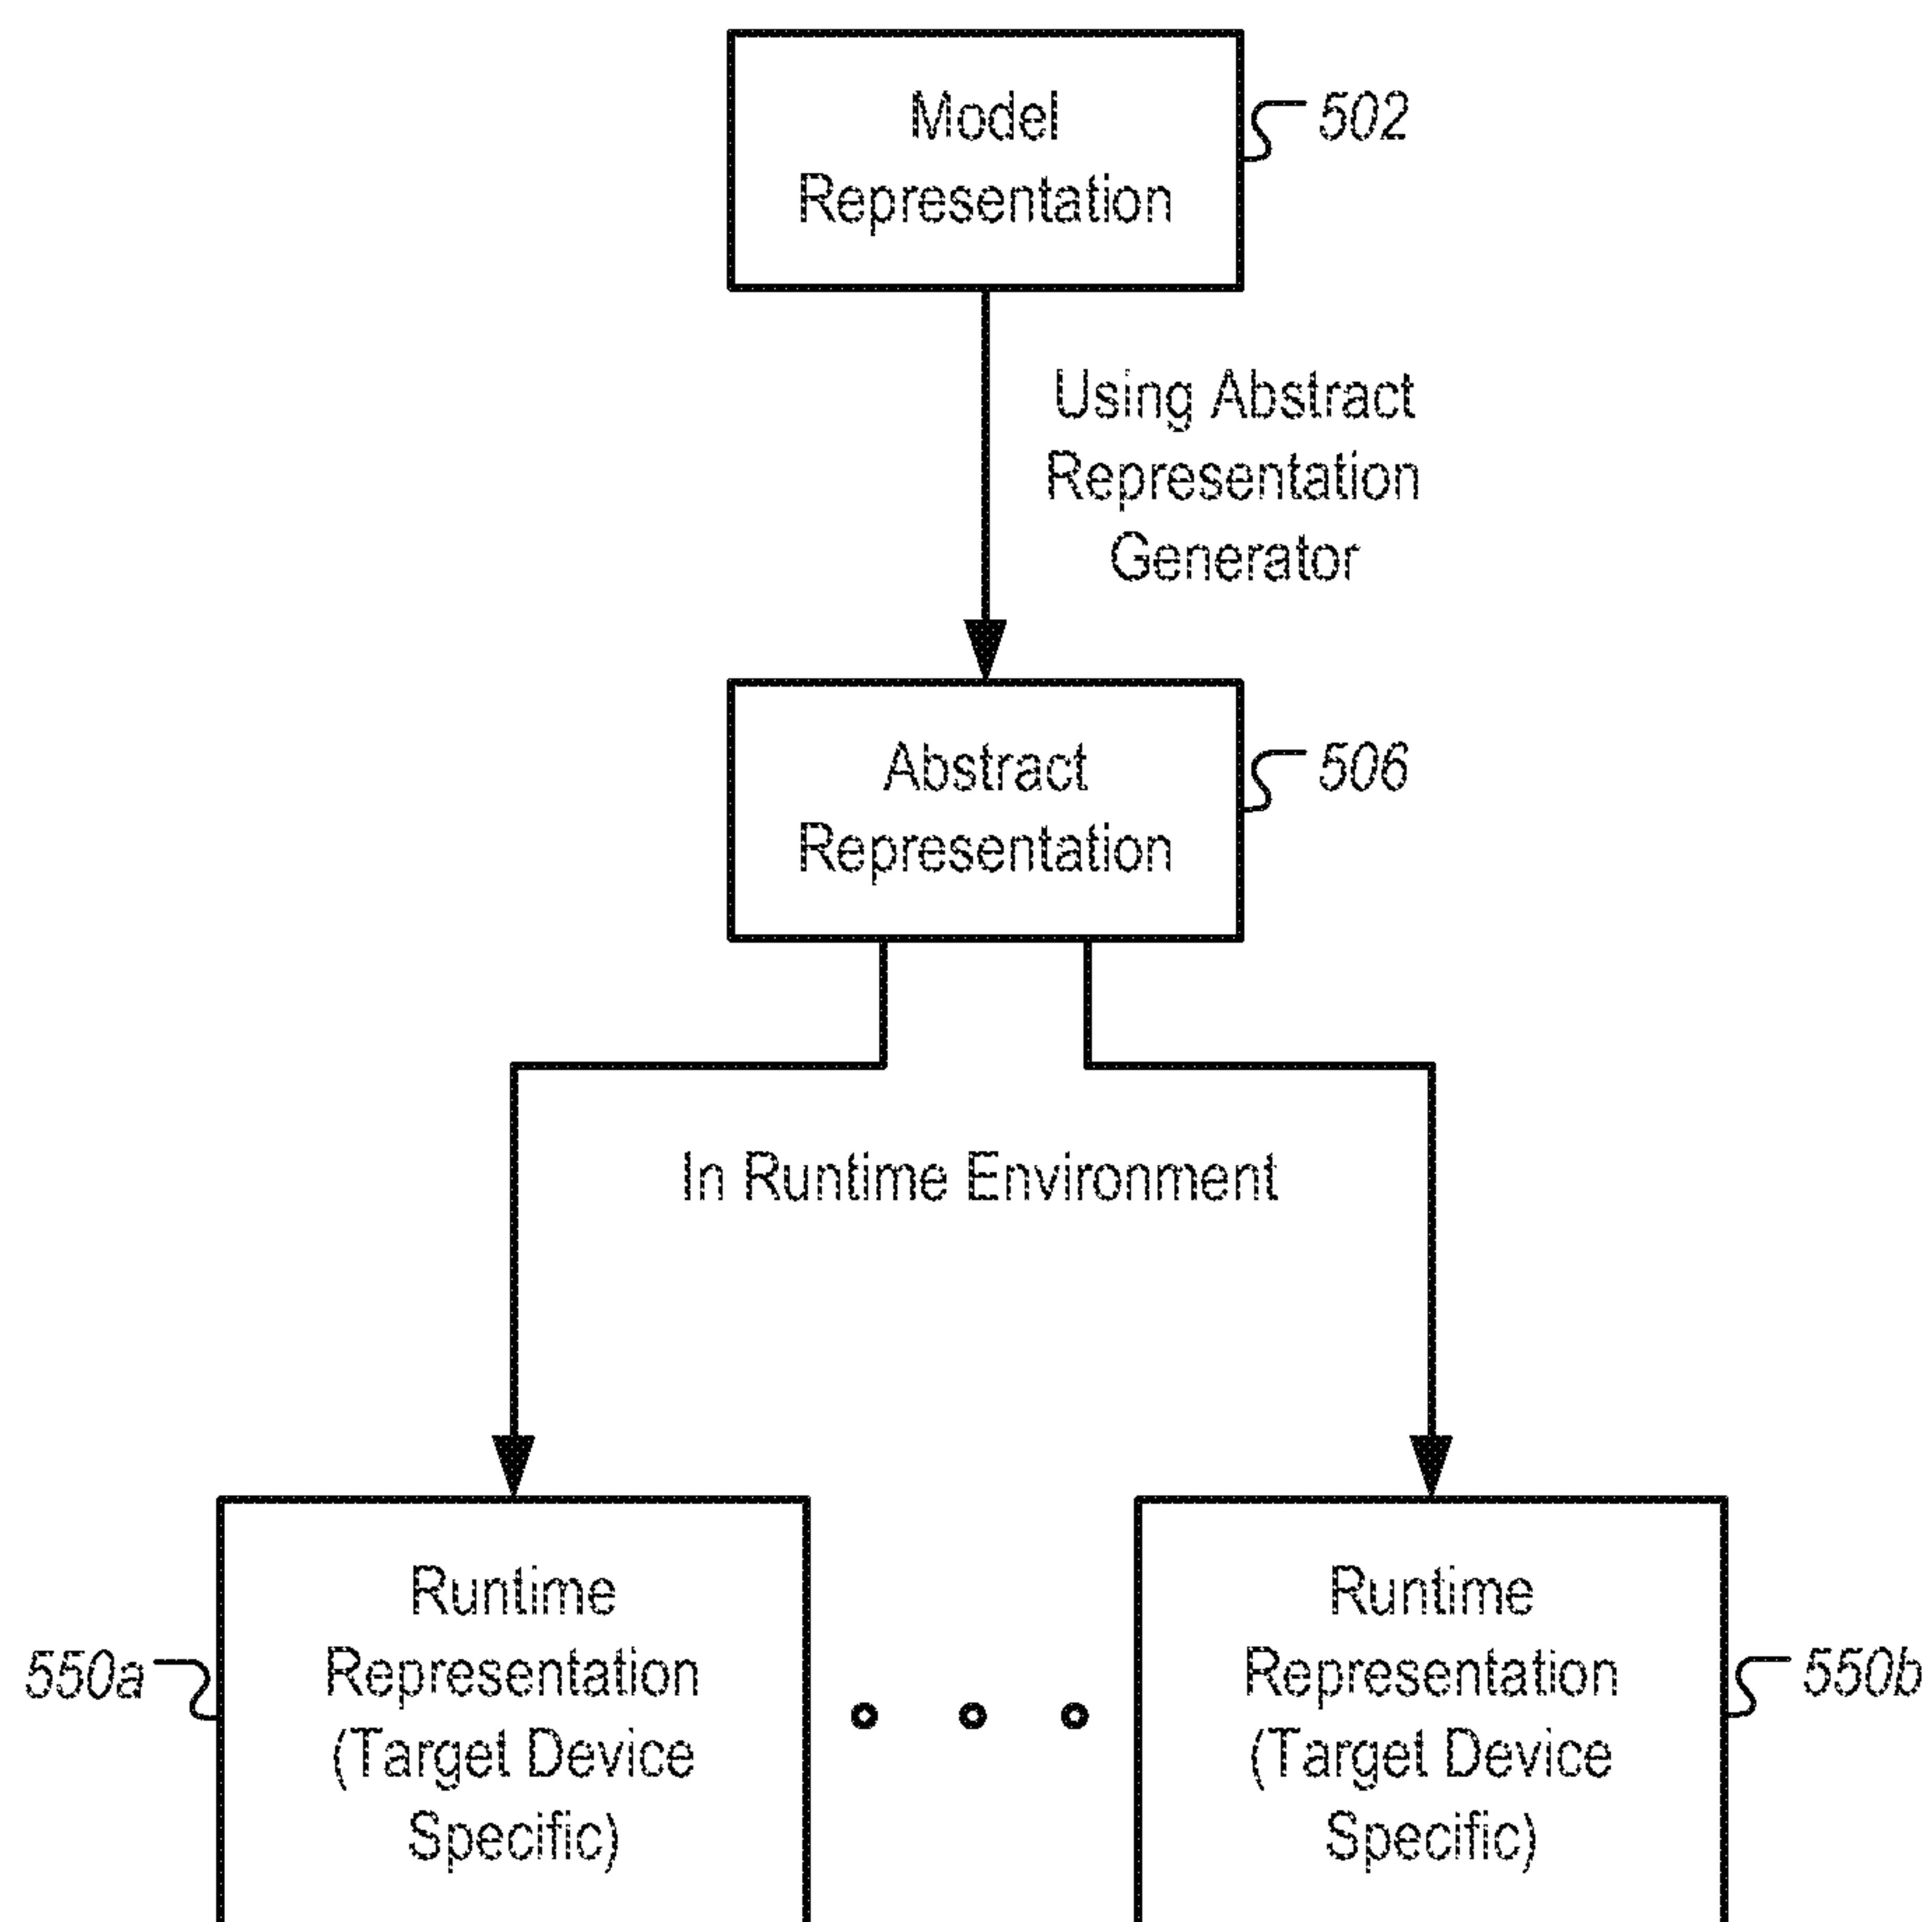 Model
Representation
502
Using Abstract
Representation
Generator
Abstract
Representation
506
In Runtime Environment
Runtime
Representation
(Target Device
Specific)
550a
Runtime
Representation
(Target Device
Specific)
550b